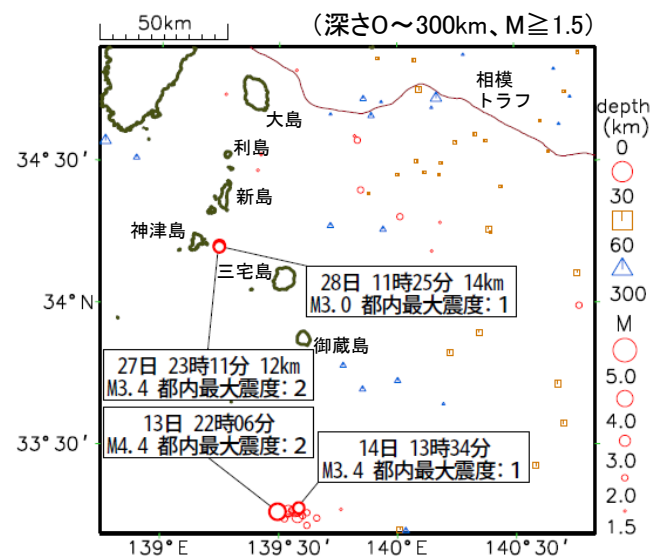 50km
(深さ0～300km、M≧1.5)
相模
トラフ
大島
利島
新島
神津島
三宅島
御蔵島
28日 11時25分 14km
M3.0 都内最大震度:1
27日 23時11分 12km
M3.4 都内最大震度:2
13日 22時06分
M4.4 都内最大震度:2
14日 13時34分
M3.4 都内最大震度:1
34°30'
34°N
33°30'
139°E
139°30'
140°E
140°30'
depth
(km)
0
30
60
300
M
5.0
4.0
3.0
2.0
1.5